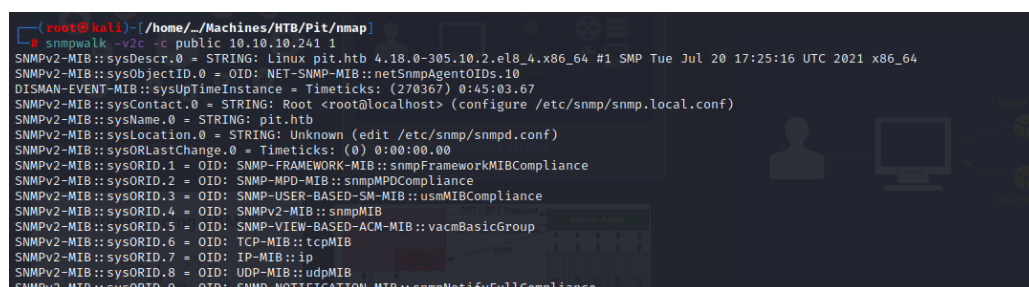 (root㉿kali)-[/home/…/Machines/HTB/Pit/nmap]
# snmpwalk -v2c -c public 10.10.10.241 1
SNMPv2-MIB::sysDescr.0 = STRING: Linux pit.htb 4.18.0-305.10.2.el8_4.x86_64 #1 SMP Tue Jul 20 17:25:16 UTC 2021 x86_64
SNMPv2-MIB::sysObjectID.0 = OID: NET-SNMP-MIB::netSnmpAgentOIDs.10
DISMAN-EVENT-MIB::sysUpTimeInstance = Timeticks: (270367) 0:45:03.67
SNMPv2-MIB::sysContact.0 = STRING: Root <root@localhost> (configure /etc/snmp/snmp.local.conf)
SNMPv2-MIB::sysName.0 = STRING: pit.htb
SNMPv2-MIB::sysLocation.0 = STRING: Unknown (edit /etc/snmp/snmpd.conf)
SNMPv2-MIB::sysORLastChange.0 = Timeticks: (0) 0:00:00.00
SNMPv2-MIB::sysORID.1 = OID: SNMP-FRAMEWORK-MIB::snmpFrameworkMIBCompliance
SNMPv2-MIB::sysORID.2 = OID: SNMP-MPD-MIB::snmpMPDCompliance
SNMPv2-MIB::sysORID.3 = OID: SNMP-USER-BASED-SM-MIB::usmMIBCompliance
SNMPv2-MIB::sysORID.4 = OID: SNMPv2-MIB::snmpMIB
SNMPv2-MIB::sysORID.5 = OID: SNMP-VIEW-BASED-ACM-MIB::vacmBasicGroup
SNMPv2-MIB::sysORID.6 = OID: TCP-MIB::tcpMIB
SNMPv2-MIB::sysORID.7 = OID: IP-MIB::ip
SNMPv2-MIB::sysORID.8 = OID: UDP-MIB::udpMIB
SNMPv2-MIB::sysORID.9 = OID: SNMP-NOTIFICATION-MIB::snmpNotifyFullCompliance